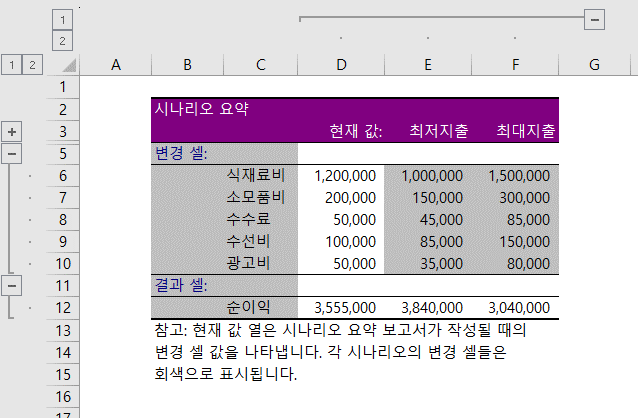 1
2
1 2
A B C D E F G
1
2 시나리오 요약
3 현재 값: 최저지출 최대지출
5 변경 셀:
6 식재료비 1,200,000 1,000,000 1,500,000
7 소모품비 200,000 150,000 300,000
8 수수료 50,000 45,000 85,000
9 수선비 100,000 85,000 150,000
10 광고비 50,000 35,000 80,000
11 결과 셀:
12 순이익 3,555,000 3,840,000 3,040,000
13 참고: 현재 값 열은 시나리오 요약 보고서가 작성될 때의
14 변경 셀 값을 나타냅니다. 각 시나리오의 변경 셀들은
15 회색으로 표시됩니다.
16
17